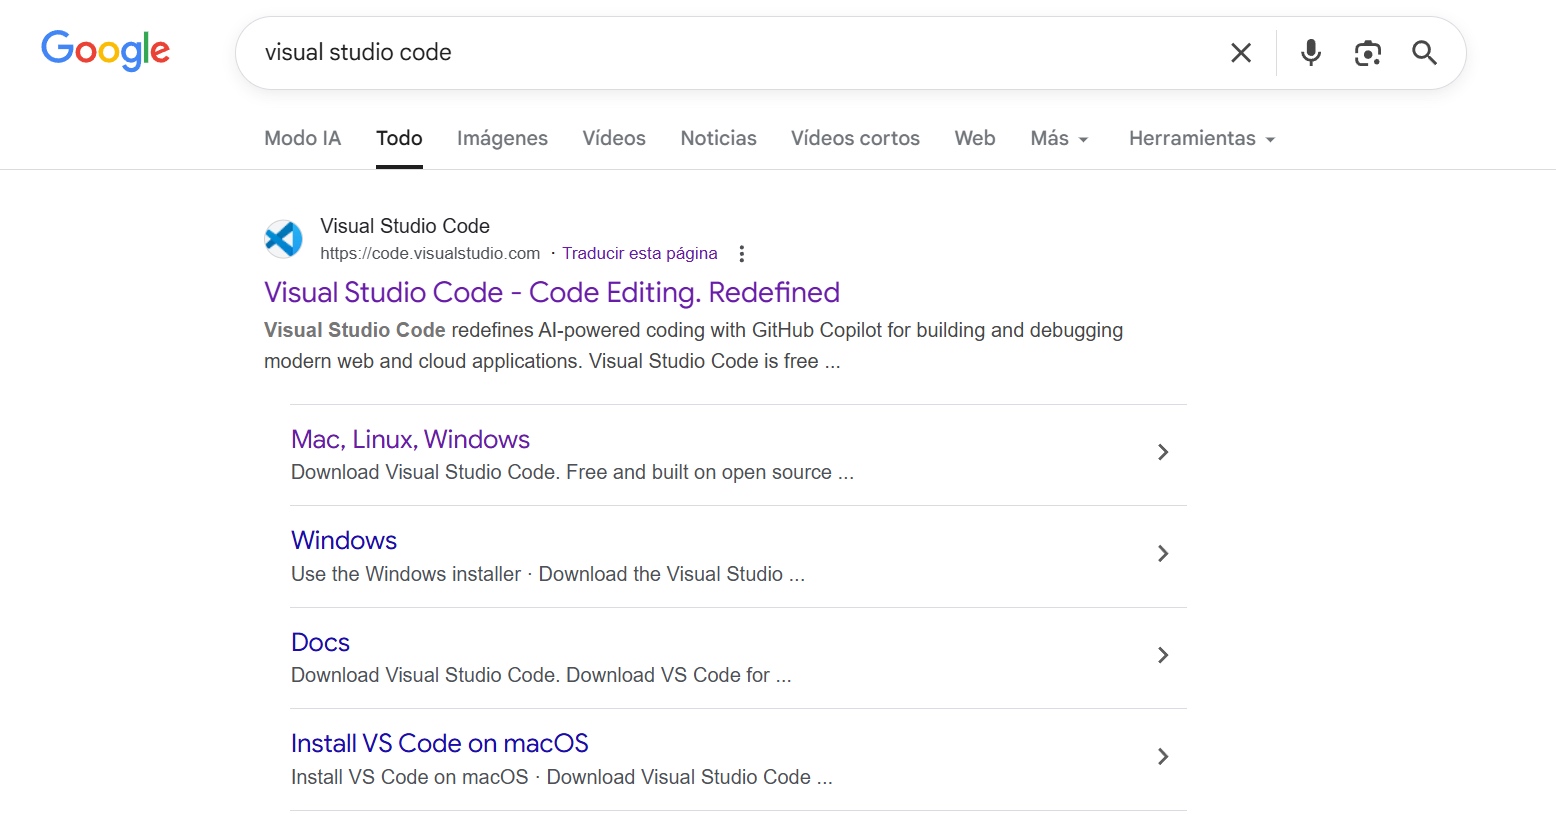 Google
visual studio code
Modo IA Todo Imágenes Vídeos Noticias Vídeos cortos Web Más Herramientas
Visual Studio Code
https://code.visualstudio.com · Traducir esta página
Visual Studio Code - Code Editing. Redefined
Visual Studio Code redefines AI-powered coding with GitHub Copilot for building and debugging
modern web and cloud applications. Visual Studio Code is free ...
Mac, Linux, Windows
Download Visual Studio Code. Free and built on open source ...
Windows
Use the Windows installer · Download the Visual Studio ...
Docs
Download Visual Studio Code. Download VS Code for ...
Install VS Code on macOS
Install VS Code on macOS · Download Visual Studio Code ...